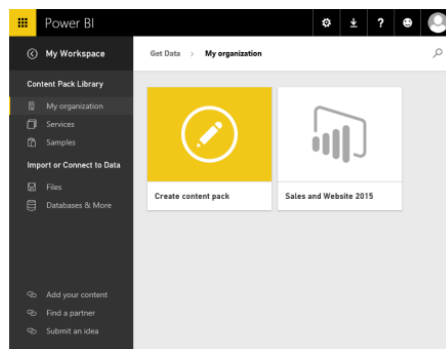 Power BI
?
My Workspace
Get Data > My organization
Content Pack Library
My organization
Services
Samples
Import or Connect to Data
Files
Databases & More
Create content pack
Sales and Website 2015
Add your content
Find a partner
Submit an idea